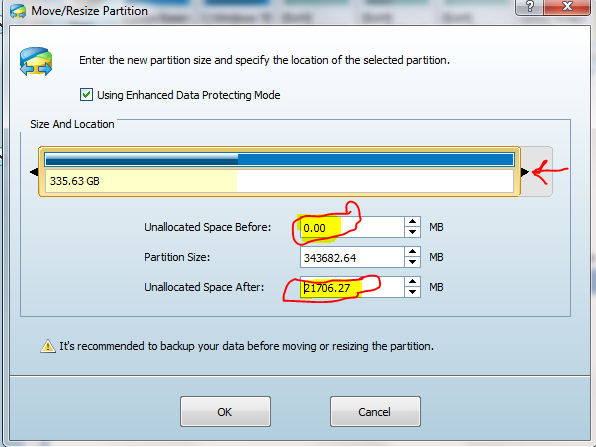 Move/Resize Partition
Enter the new partition size and specify the location of the selected partition.
Using Enhanced Data Protecting Mode
Size And Location
335.63 GB
Unallocated Space Before: 0.00 MB
Partition Size: 343682.64 MB
Unallocated Space After: 21706.27 MB
It's recommended to backup your data before moving or resizing the partition.
OK Cancel